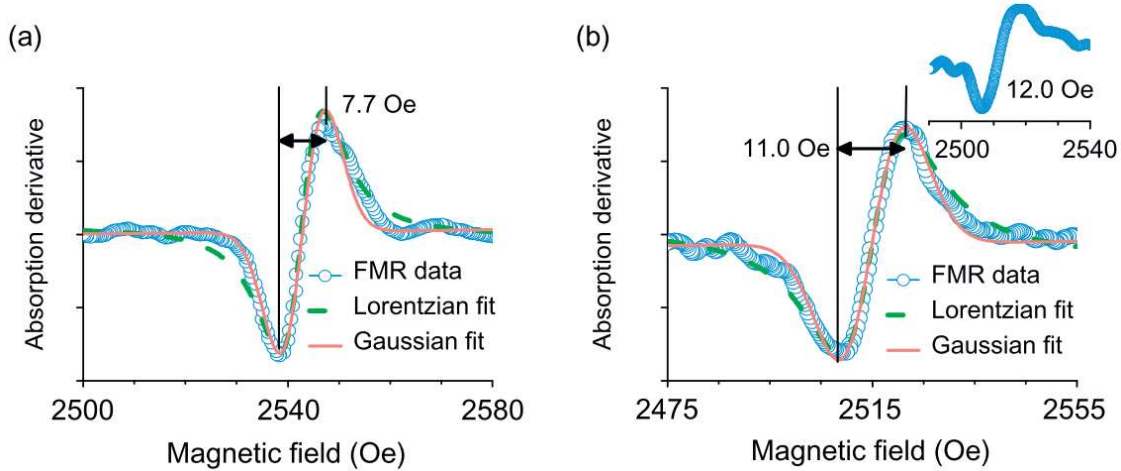 (a)
Absorption derivative
7.7 Oe
FMR data
Lorentzian fit
Gaussian fit
2500 2540 2580
Magnetic field (Oe)
(b)
Absorption derivative
12.0 Oe
2500 2540
11.0 Oe
FMR data
Lorentzian fit
Gaussian fit
2475 2515 2555
Magnetic field (Oe)